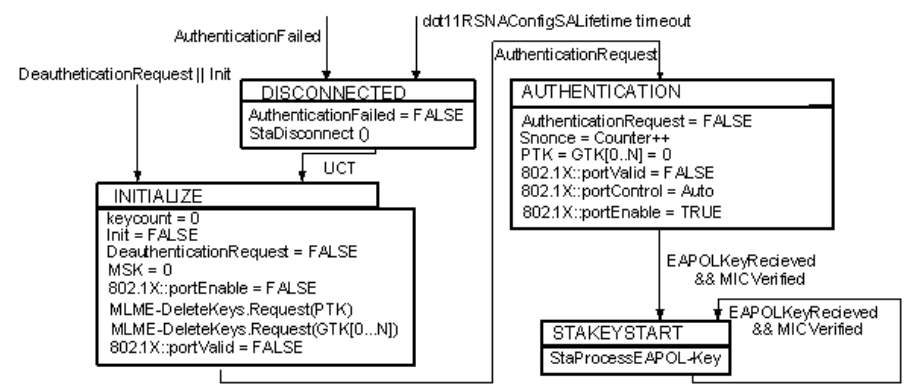 dot11RSNAConfigSALifetime timeout
AuthenticationFailed
AuthenticationRequest
DeautheticationRequest || Init
DISCONNECTED
AuthenticationFailed = FALSE
StaDisconnect ()
UCT
INITIALIZE
keycount = 0
Init = FALSE
DeauthenticationRequest = FALSE
MSK = 0
802.1X::portEnable = FALSE
MLME-DeleteKeys.Request(PTK)
MLME-DeleteKeys.Request(GTK[0...N])
802.1X::portValid = FALSE
AUTHENTICATION
AuthenticationRequest = FALSE
Snonce = Counter++
PTK = GTK[0..N] = 0
802.1X::portValid = FALSE
802.1X::portControl = Auto
802.1X::portEnable = TRUE
EAPOLKeyRecieved
&& MICVerified
EAPOLKeyRecieved
&& MICVerified
STAKEYSTART
StaProcessEAPOL-Key